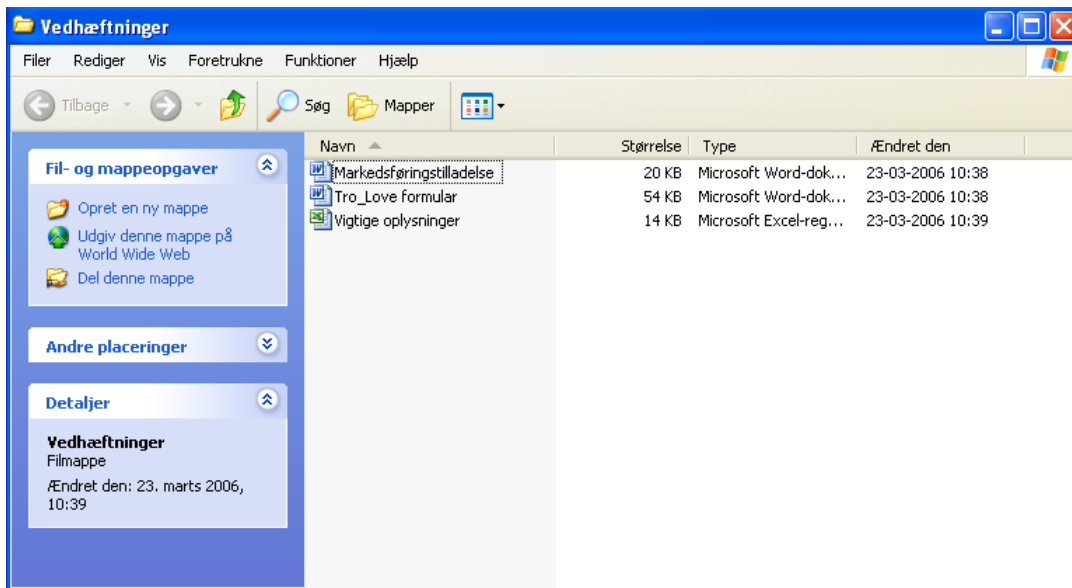 Vedhæftninger
Filer Rediger Vis Foretrukne Funktioner Hjælp
Tilbage Søg Mapper
Navn Størrelse Type Ændret den
Markedsføringstilladelse 20 KB Microsoft Word-dok... 23-03-2006 10:38
Tro_Love formular 54 KB Microsoft Word-dok... 23-03-2006 10:38
Vigtige oplysninger 14 KB Microsoft Excel-reg... 23-03-2006 10:39
Fil- og mappeopgaver
Opret en ny mappe
Udgiv denne mappe på
World Wide Web
Del denne mappe
Andre placeringer
Detaljer
Vedhæftninger
Filmappe
Ændret den: 23. marts 2006,
10:39